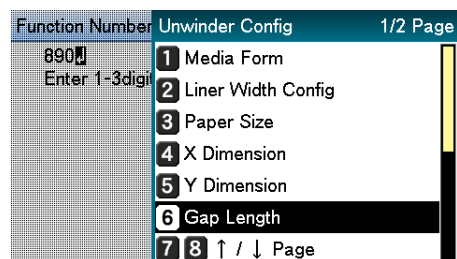 Function Number
890
Enter 1-3digi
Unwinder Config 1/2 Page
1 Media Form
2 Liner Width Config
3 Paper Size
4 X Dimension
5 Y Dimension
6 Gap Length
7 8 ↑ / ↓ Page